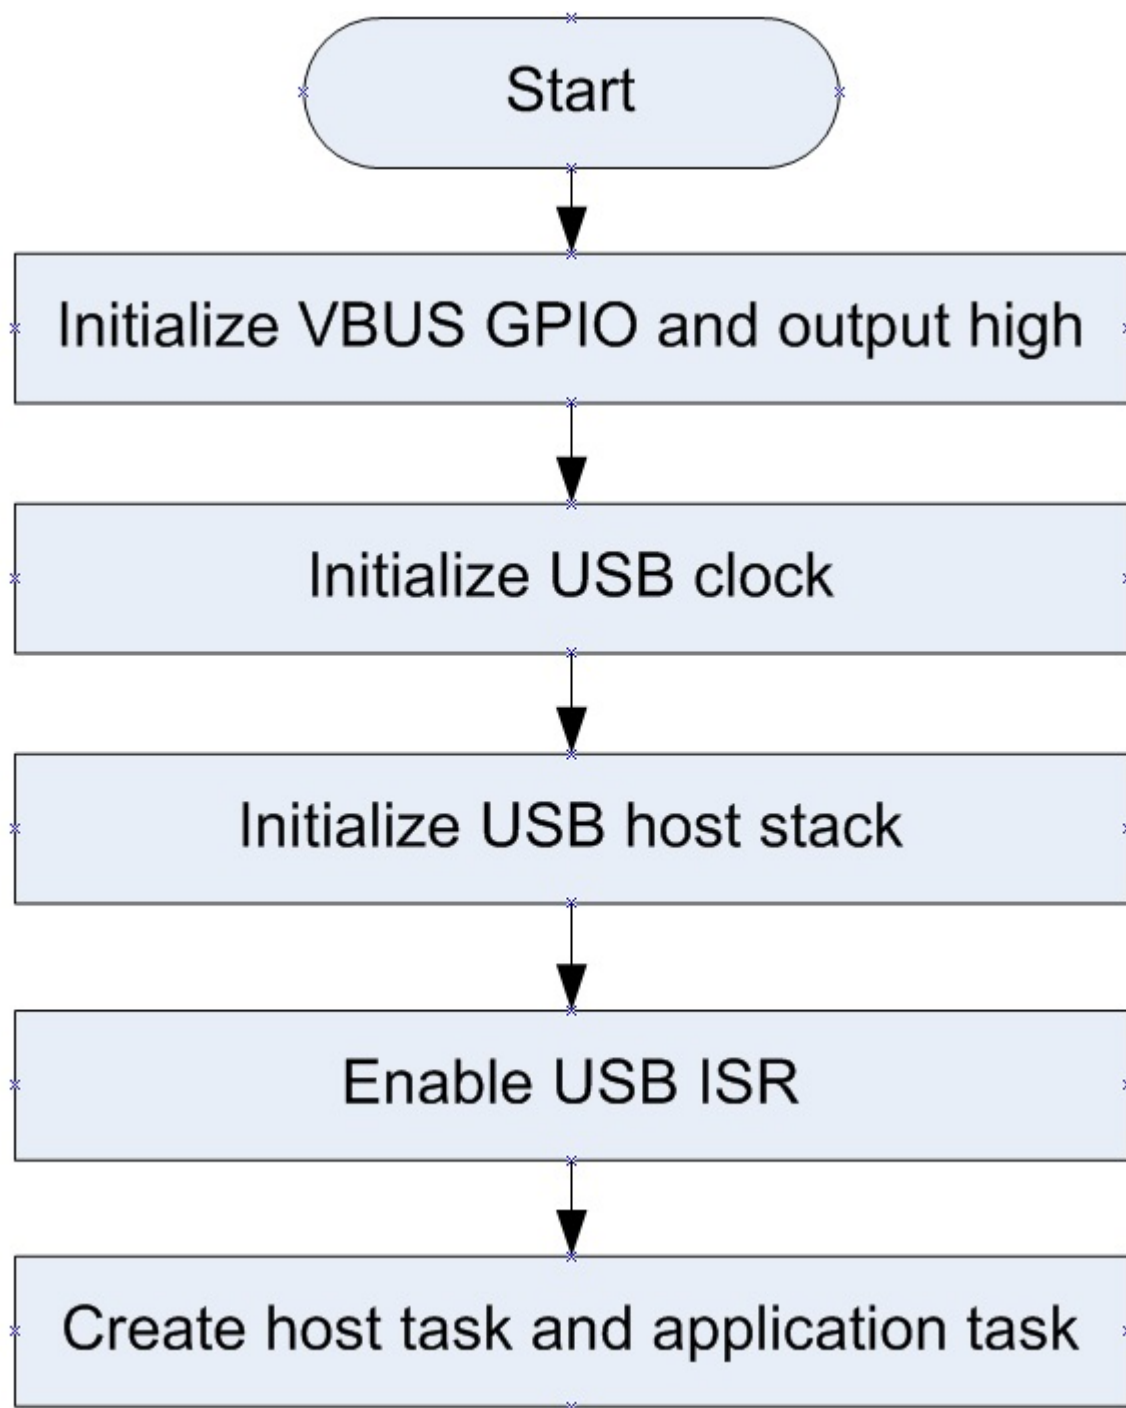 Start
Initialize VBUS GPIO and output high
Initialize USB clock
Initialize USB host stack
Enable USB ISR
Create host task and application task